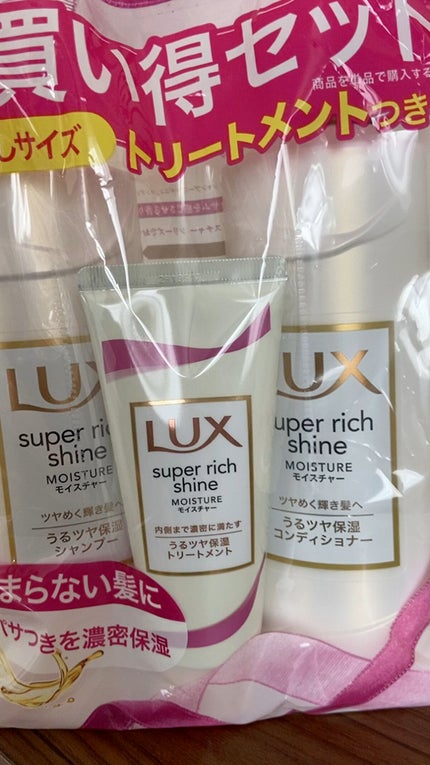 買い得セット
商品を単品で購入する
しサイズ
トリートメントつき
LUX
super rich
shine
MOISTURE
モイスチャー
ツヤめく輝き髪へ
うるツヤ保湿
シャンプー
LUX
super rich
shine
MOISTURE
モイスチャー
内側まで濃密に満たす
うるツヤ保湿
トリートメント
LUX
super rich
shine
MOISTURE
モイスチャー
ツヤめく輝き髪へ
うるツヤ保湿
コンディショナー
まらない髪に
パサつきを濃密保湿